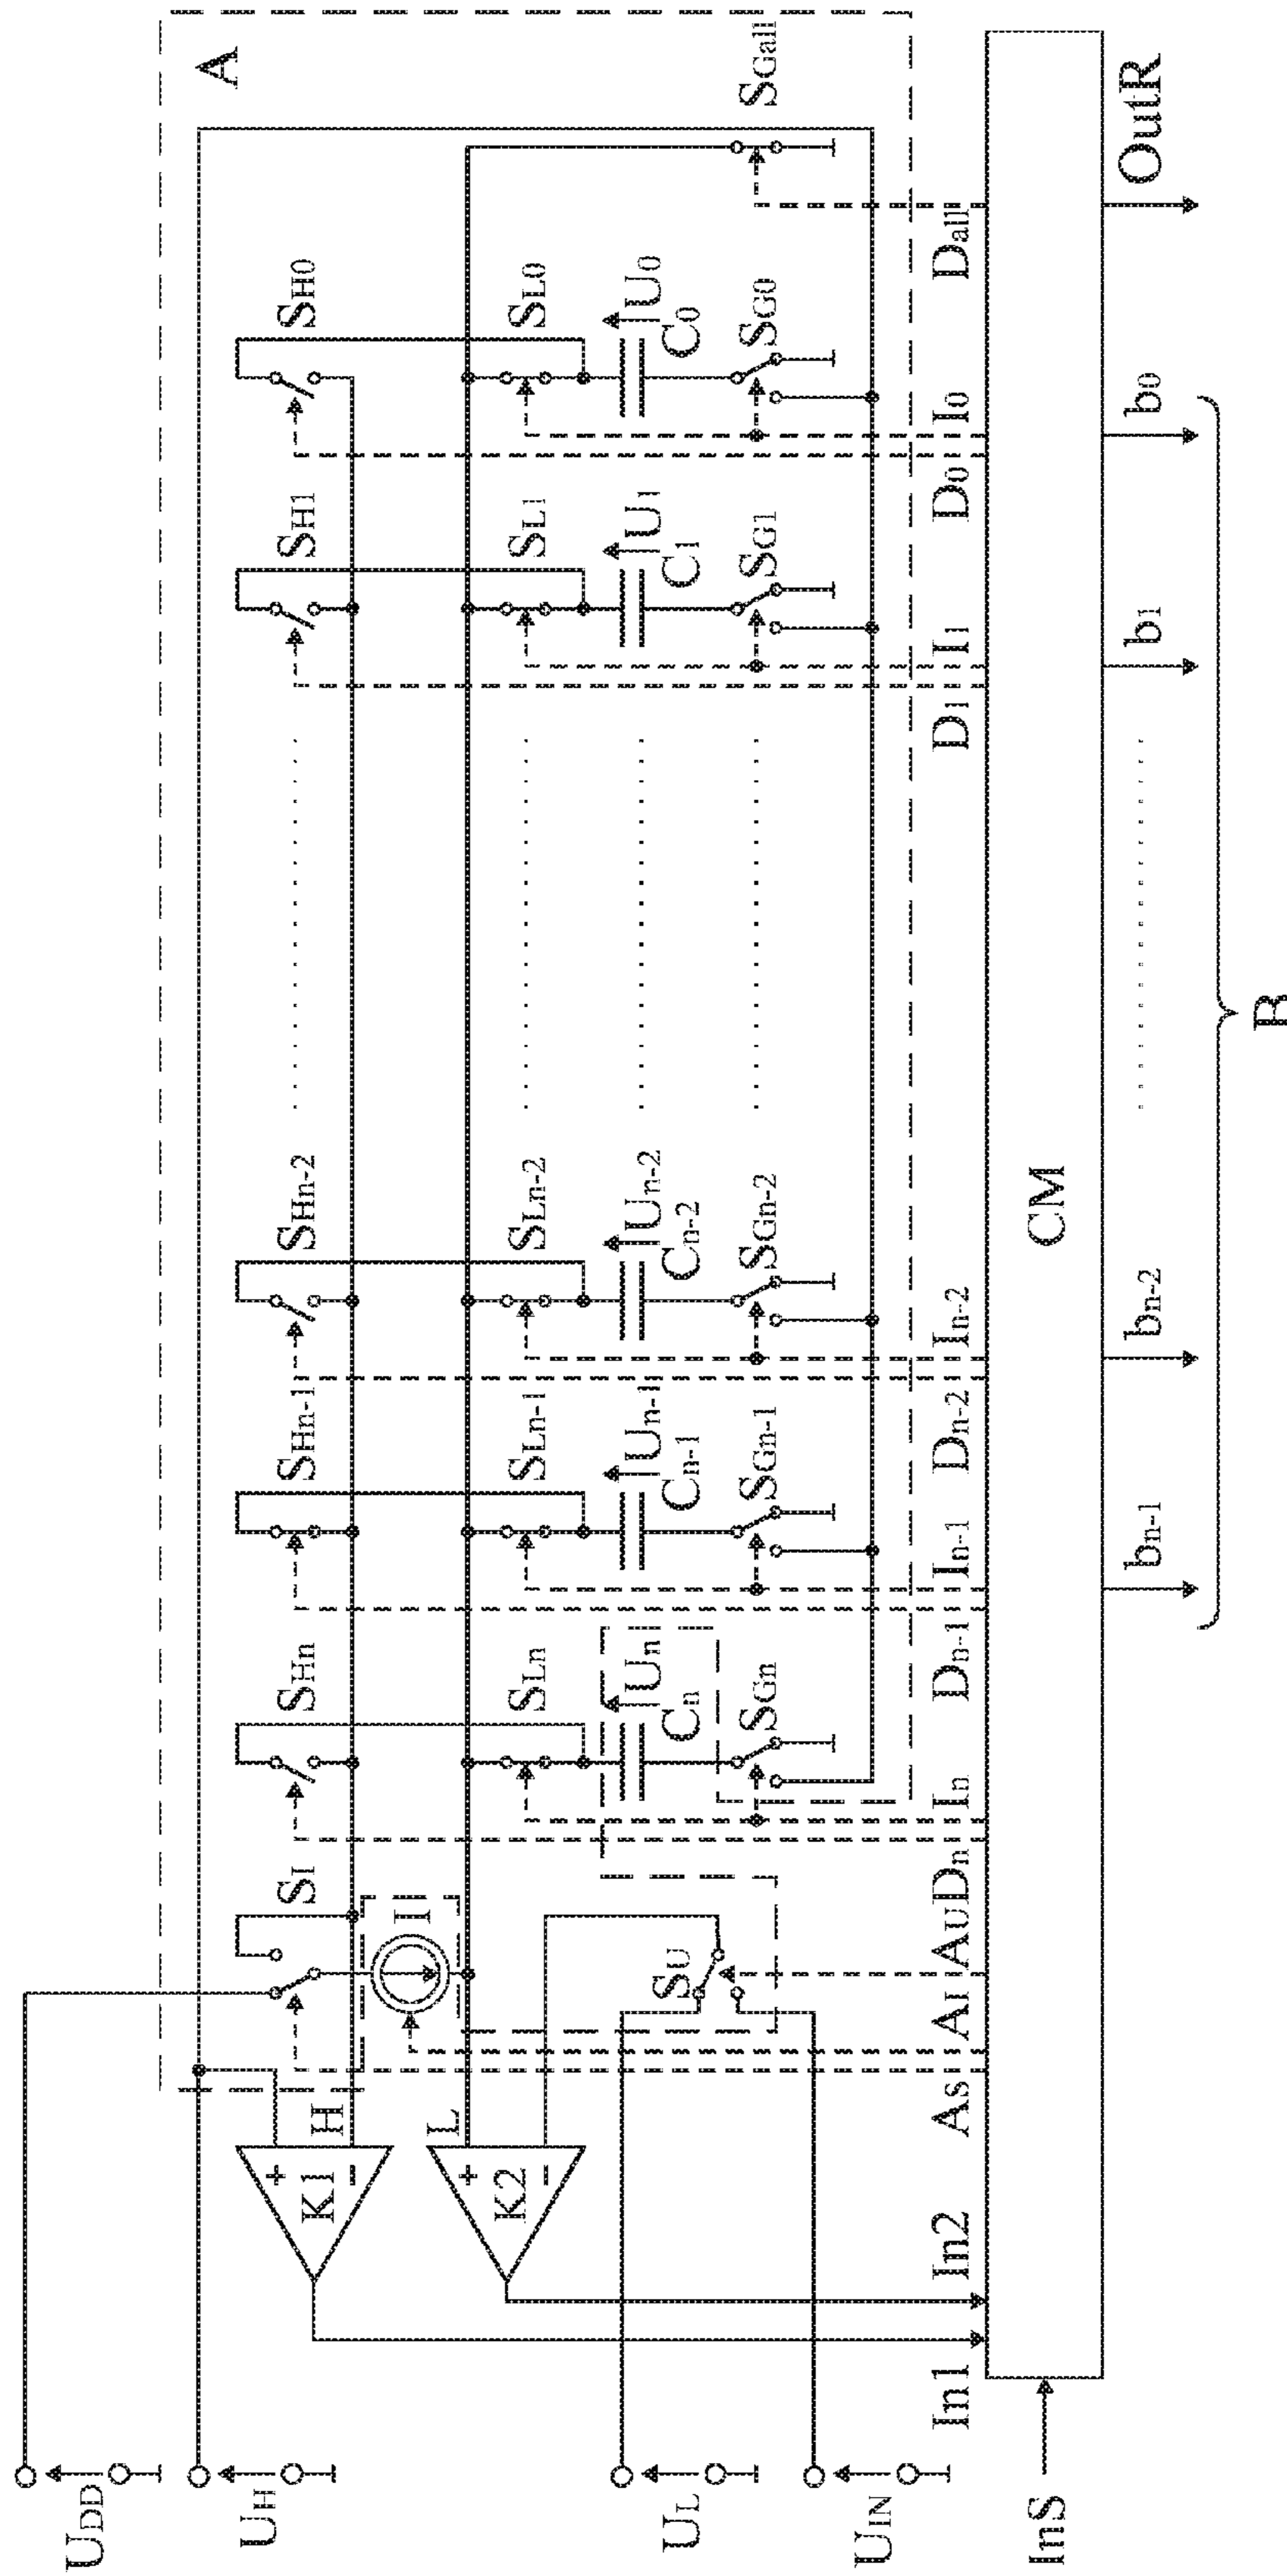 A
SI SHn SHn-1 SHn-2 SH1 SH0
UDD
UH
K1 + − H
I
K2 + − L
SLn SLn-1 SLn-2 SL1 SL0
Un Un-1 Un-2 U1 U0
Cn Cn-1 Cn-2 C1 C0
UL
SU
SGn SGn-1 SGn-2 SG1 SG0 SGall
UIN
In1 In2 AS AI AU Dn In Dn-1 In-1 Dn-2 In-2 D1 I1 D0 I0 Dall
InS
CM
bn-1 bn-2 b1 b0 OutR
B